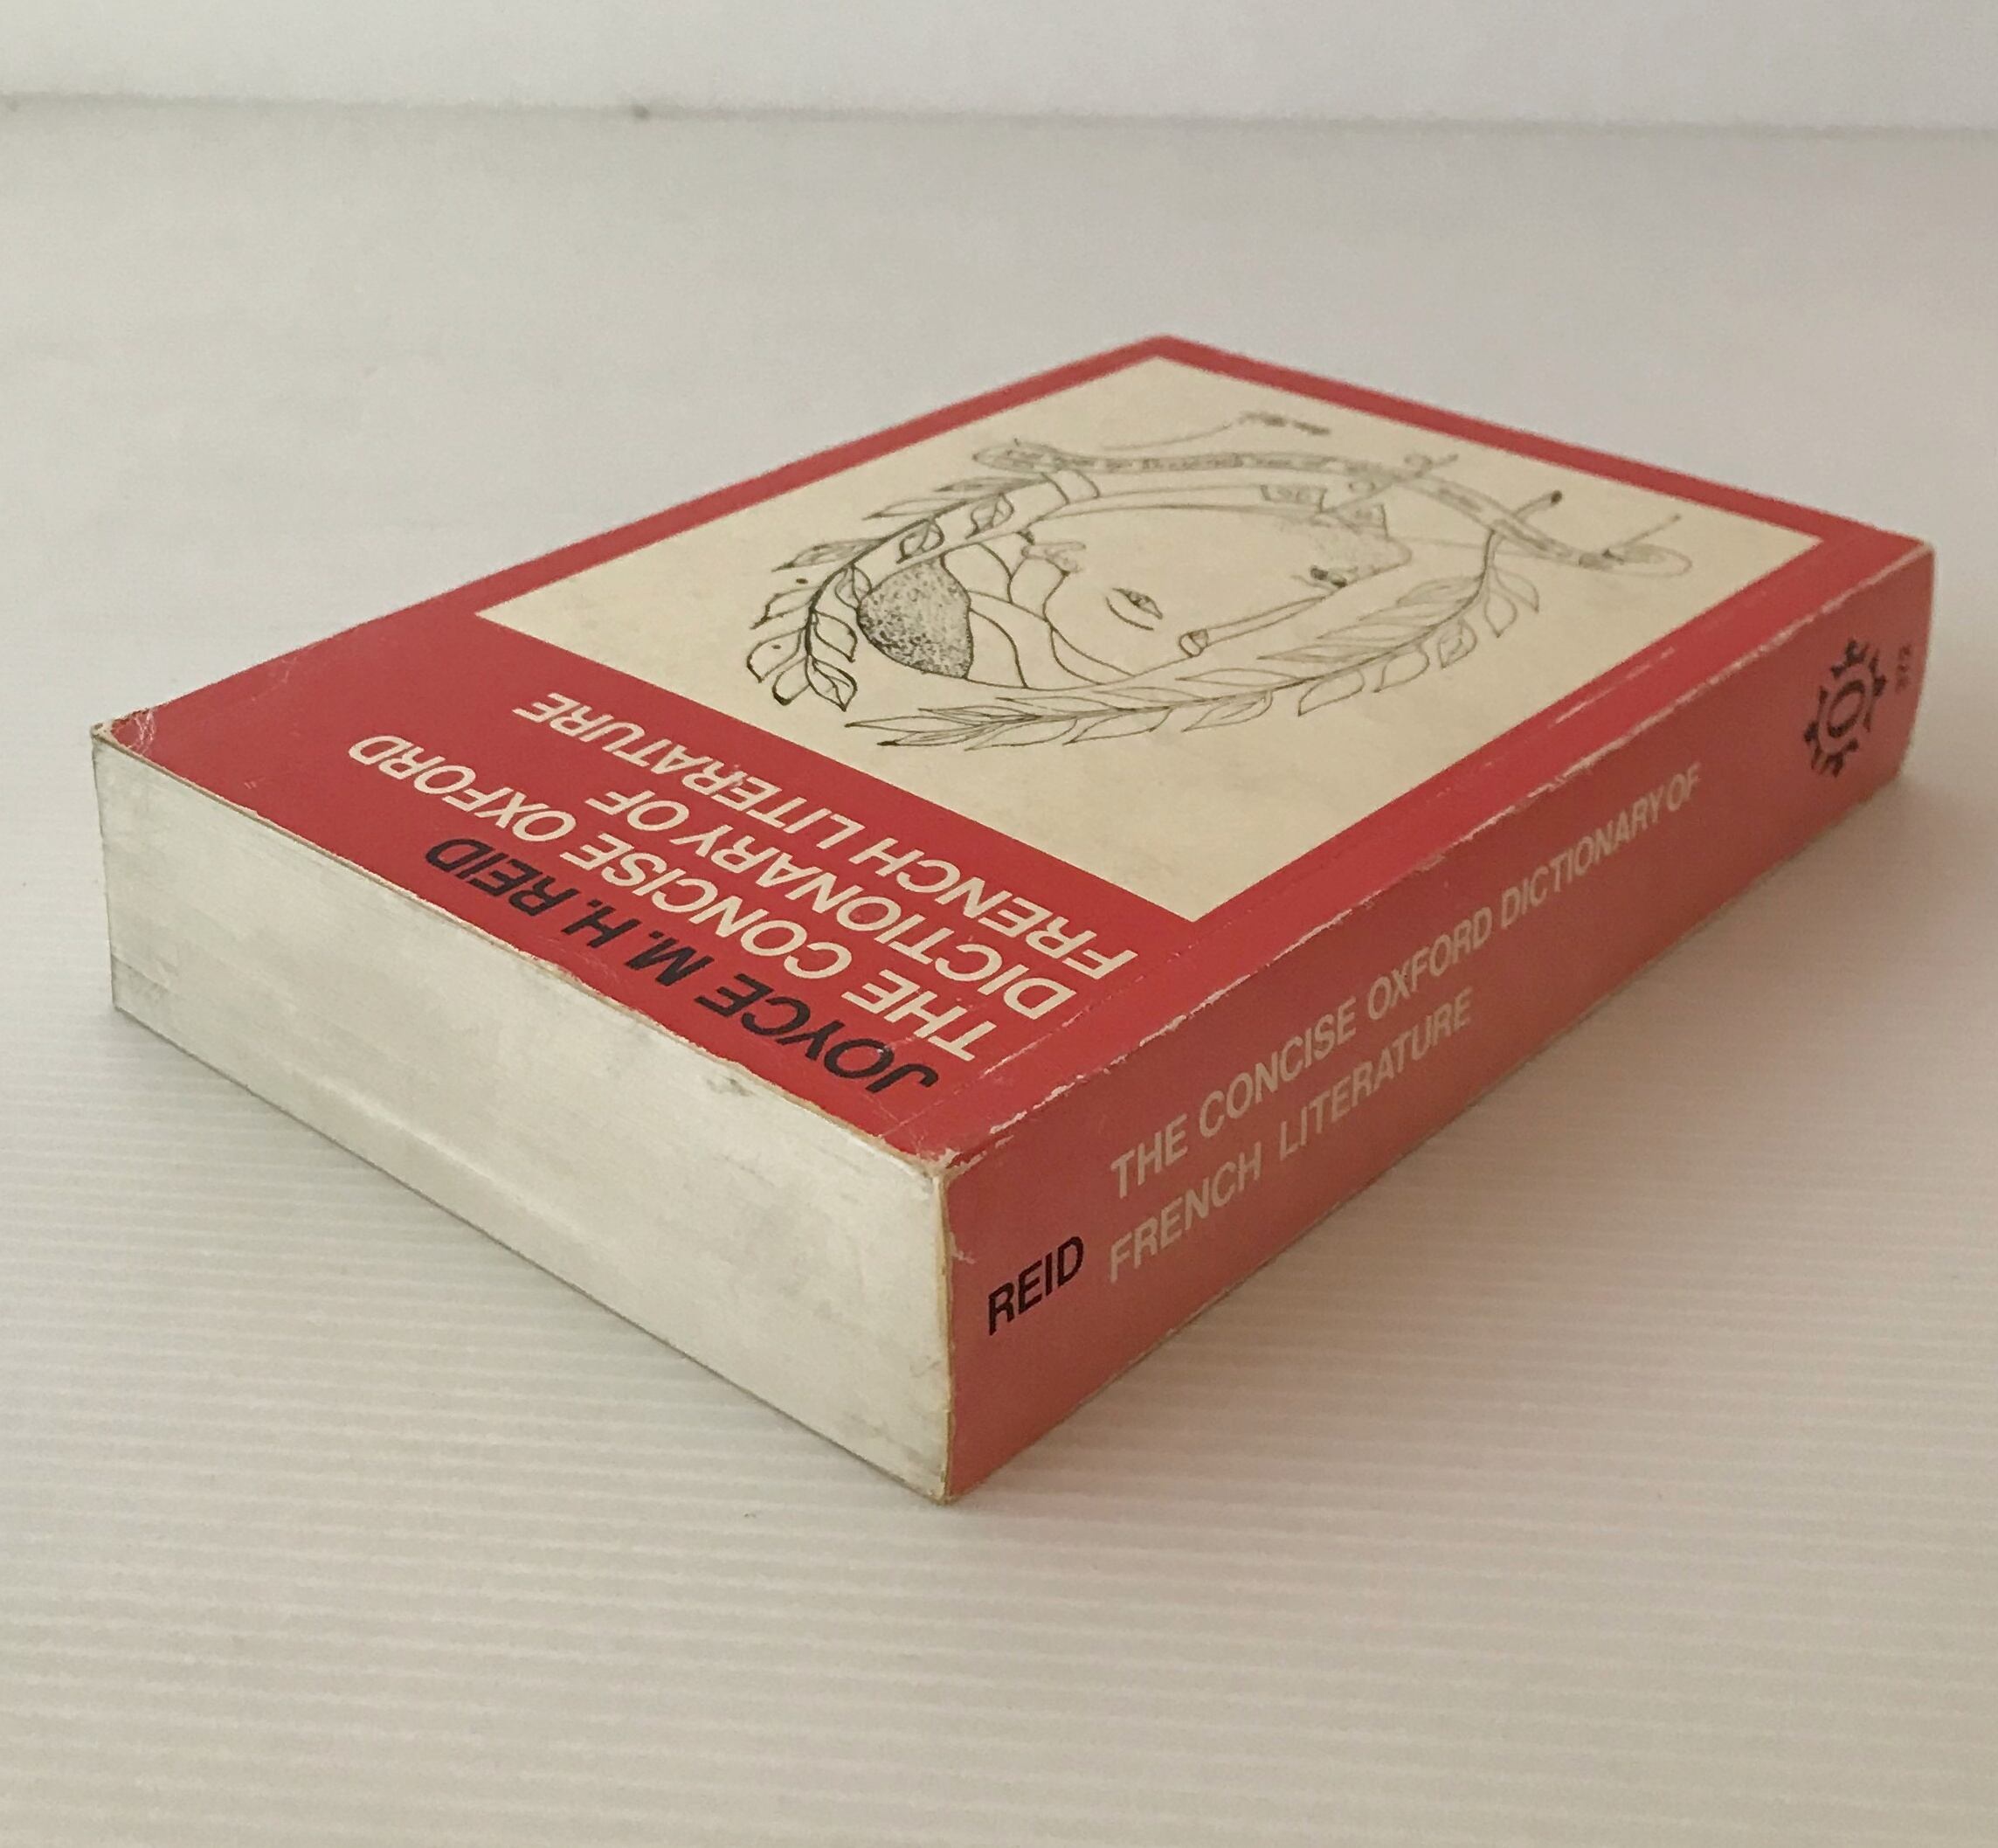 JOYCE M. H. REID
THE CONCISE OXFORD
DICTIONARY OF
FRENCH LITERATURE
REID
THE CONCISE OXFORD DICTIONARY OF
FRENCH LITERATURE